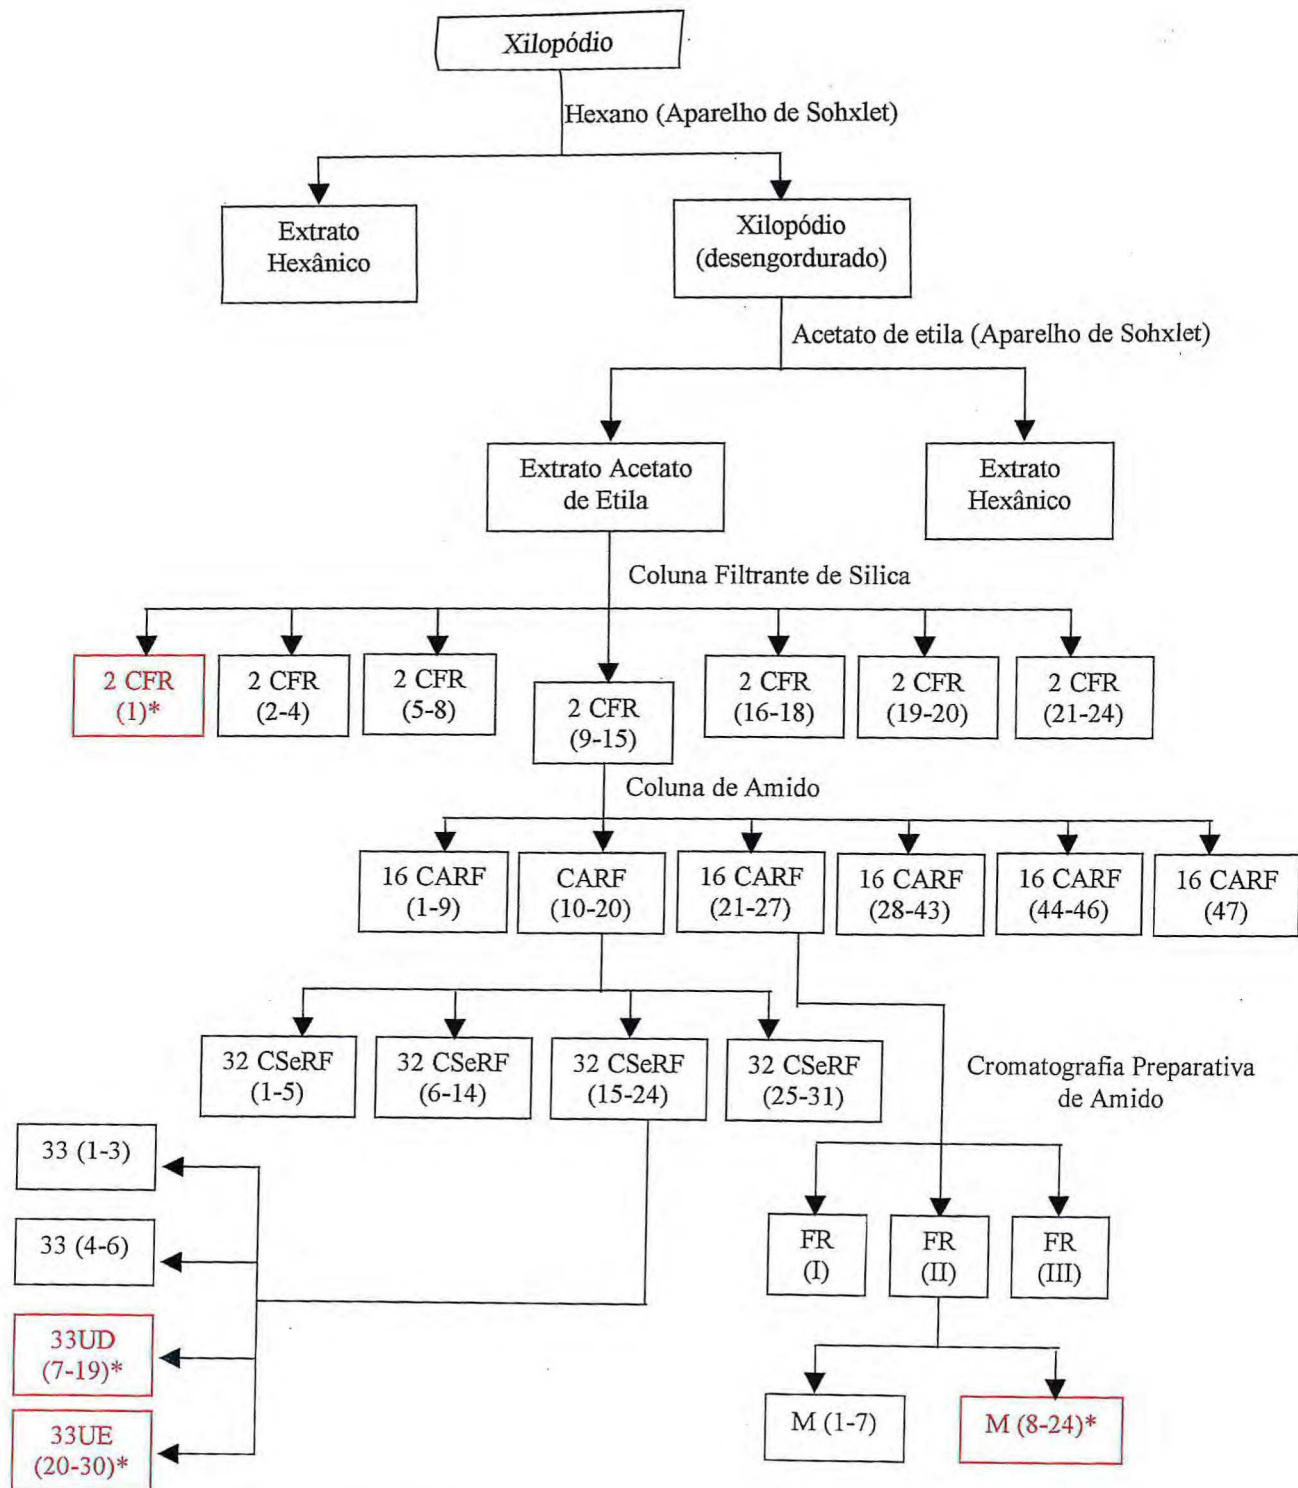 Xilopódio
Hexano (Aparelho de Sohxlet)
Extrato
Hexânico
Xilopódio
(desengordurado)
Acetato de etila (Aparelho de Sohxlet)
Extrato Acetato
de Etila
Extrato
Hexânico
Coluna Filtrante de Silica
2 CFR
(1)*
2 CFR
(2-4)
2 CFR
(5-8)
2 CFR
(9-15)
2 CFR
(16-18)
2 CFR
(19-20)
2 CFR
(21-24)
Coluna de Amido
16 CARF
(1-9)
CARF
(10-20)
16 CARF
(21-27)
16 CARF
(28-43)
16 CARF
(44-46)
16 CARF
(47)
32 CSeRF
(1-5)
32 CSeRF
(6-14)
32 CSeRF
(15-24)
32 CSeRF
(25-31)
Cromatografia Preparativa
de Amido
33 (1-3)
33 (4-6)
33UD
(7-19)*
33UE
(20-30)*
FR
(I)
FR
(II)
FR
(III)
M (1-7)
M (8-24)*